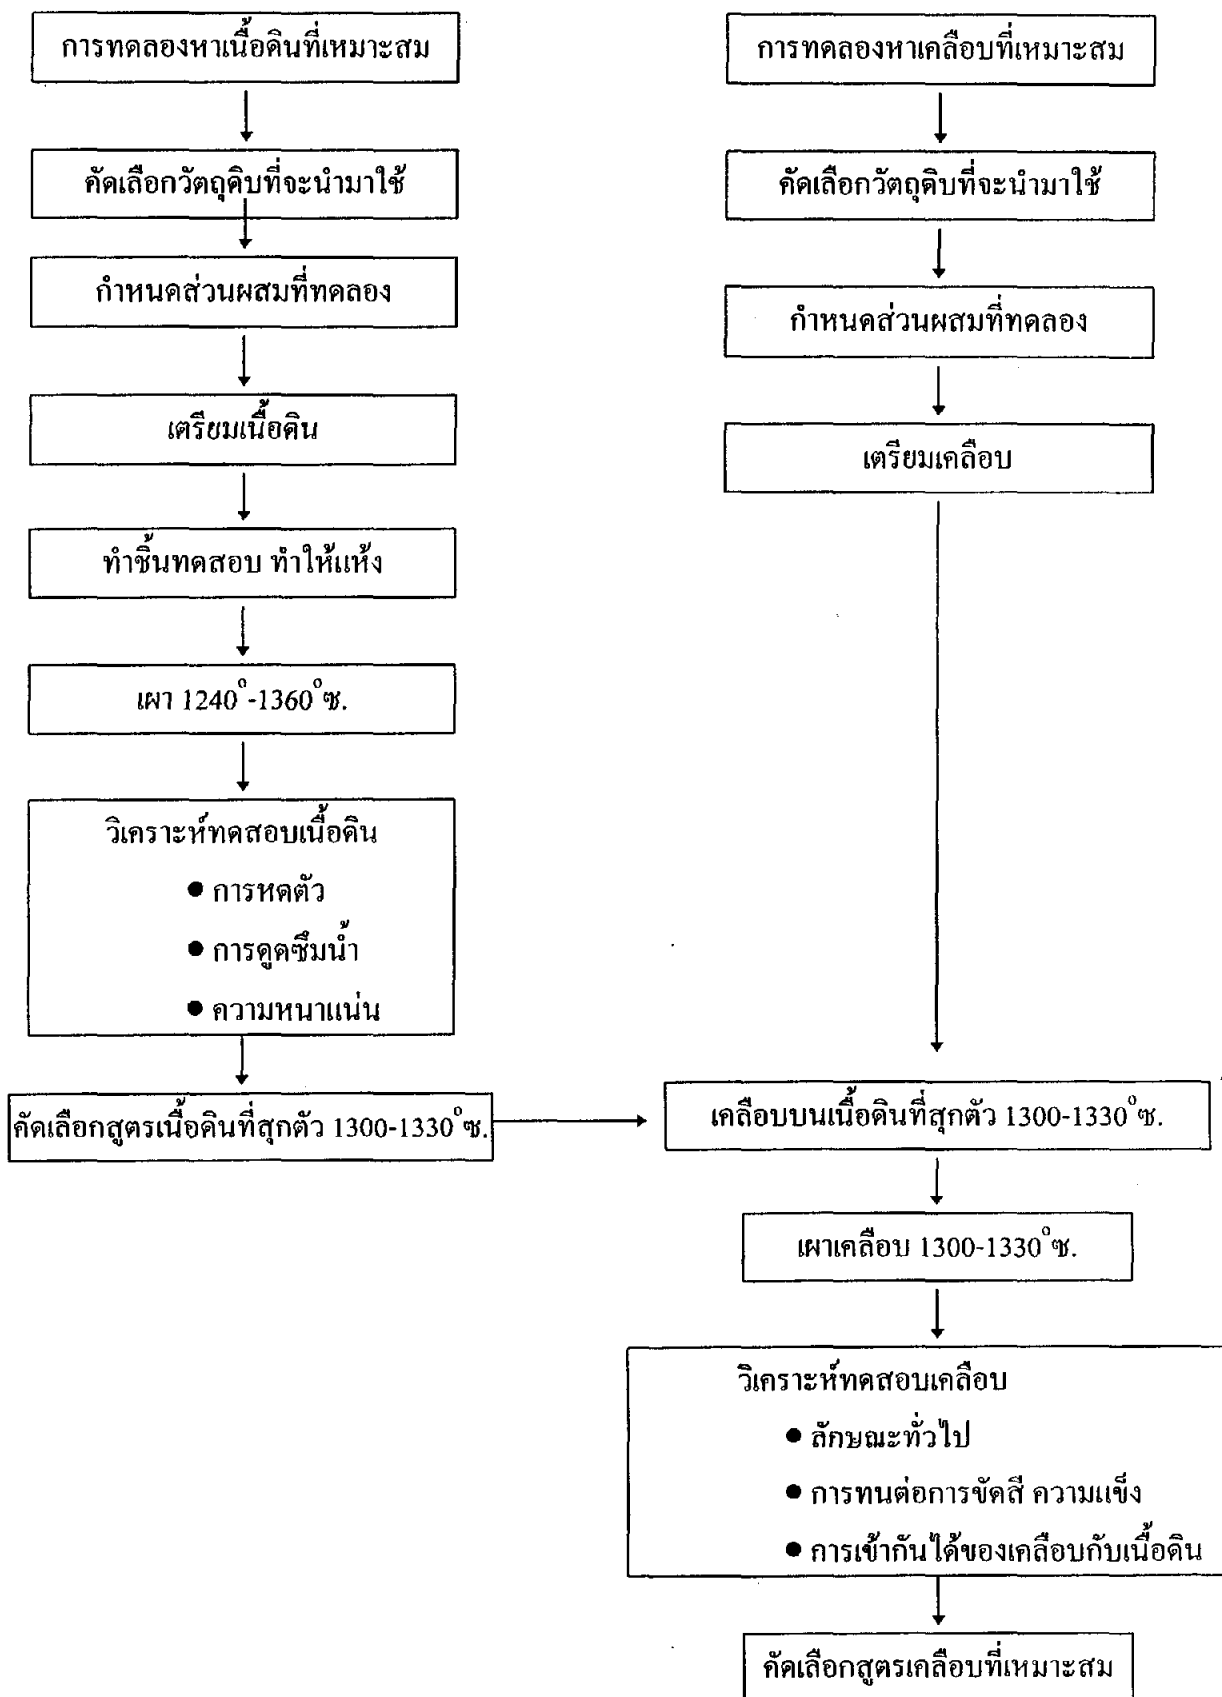 การทดลองหาเนื้อดินที่เหมาะสม
คัดเลือกวัตถุดิบที่จะนำมาใช้
กำหนดส่วนผสมที่ทดลอง
เตรียมเนื้อดิน
ทำชิ้นทดสอบ ทำให้แห้ง
เผา 1240°-1360°ซ.
วิเคราะห์ทดสอบเนื้อดิน
● การหดตัว
● การดูดซึมน้ำ
● ความหนาแน่น
คัดเลือกสูตรเนื้อดินที่สุกตัว 1300-1330°ซ.
การทดลองหาเคลือบที่เหมาะสม
คัดเลือกวัตถุดิบที่จะนำมาใช้
กำหนดส่วนผสมที่ทดลอง
เตรียมเคลือบ
เคลือบบนเนื้อดินที่สุกตัว 1300-1330°ซ.
เผาเคลือบ 1300-1330°ซ.
วิเคราะห์ทดสอบเคลือบ
● ลักษณะทั่วไป
● การทนต่อการขัดสี ความแข็ง
● การเข้ากันได้ของเคลือบกับเนื้อดิน
คัดเลือกสูตรเคลือบที่เหมาะสม